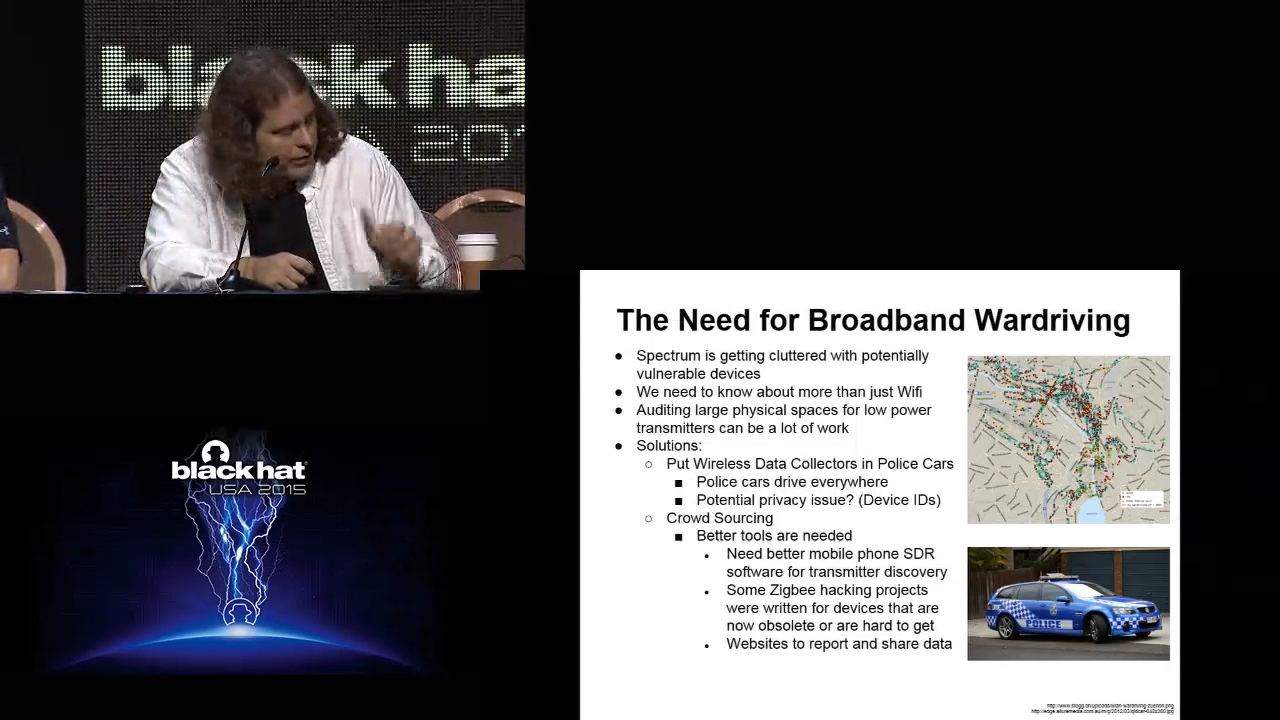 black ha
USA 201
The Need for Broadband Wardriving
● Spectrum is getting cluttered with potentially
vulnerable devices
● We need to know about more than just Wifi
● Auditing large physical spaces for low power
transmitters can be a lot of work
● Solutions:
○ Put Wireless Data Collectors in Police Cars
■ Police cars drive everywhere
■ Potential privacy issue? (Device IDs)
○ Crowd Sourcing
■ Better tools are needed
• Need better mobile phone SDR
software for transmitter discovery
• Some Zigbee hacking projects
were written for devices that are
now obsolete or are hard to get
• Websites to report and share data
POLICE
black hat
USA 2015